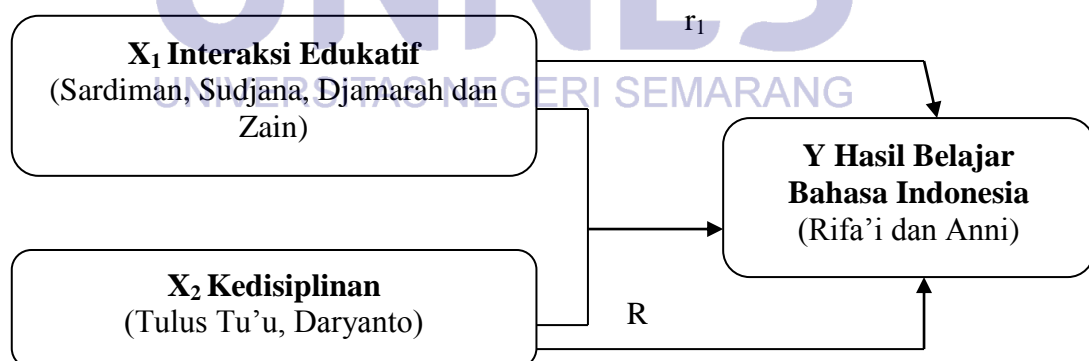 UNNES
r₁
X₁ Interaksi Edukatif
(Sardiman, Sudjana, Djamarah dan
Zain)
UNIVERSITAS NEGERI SEMARANG
Y Hasil Belajar
Bahasa Indonesia
(Rifa’i dan Anni)
X₂ Kedisiplinan
(Tulus Tu’u, Daryanto)
R